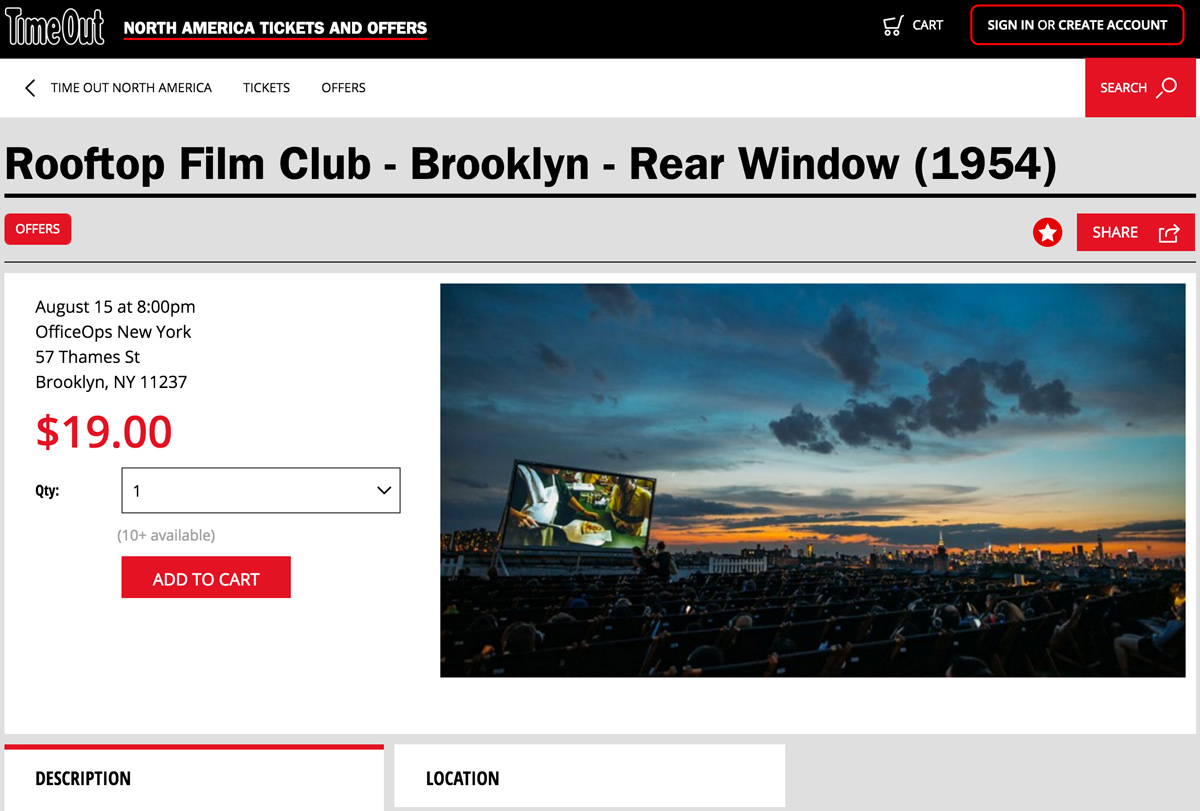 TimeOut
NORTH AMERICA TICKETS AND OFFERS
CART
SIGN IN OR CREATE ACCOUNT
TIME OUT NORTH AMERICA
TICKETS
OFFERS
SEARCH
Rooftop Film Club - Brooklyn - Rear Window (1954)
OFFERS
SHARE
August 15 at 8:00pm
OfficeOps New York
57 Thames St
Brooklyn, NY 11237
$19.00
Qty:
1
(10+ available)
ADD TO CART
DESCRIPTION
LOCATION